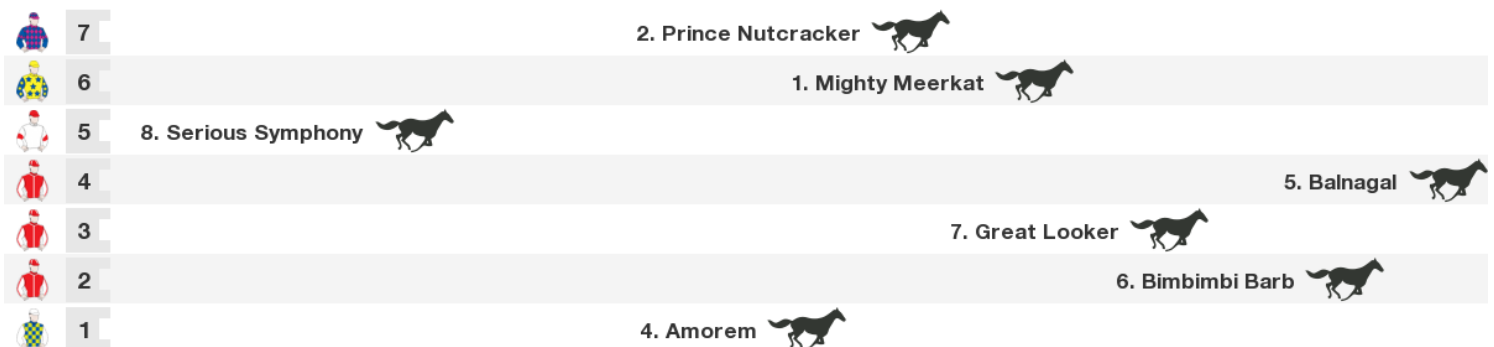 7 2. Prince Nutcracker
6 1. Mighty Meerkat
5 8. Serious Symphony
4 5. Balnagal
3 7. Great Looker
2 6. Bimbimbi Barb
1 4. Amorem